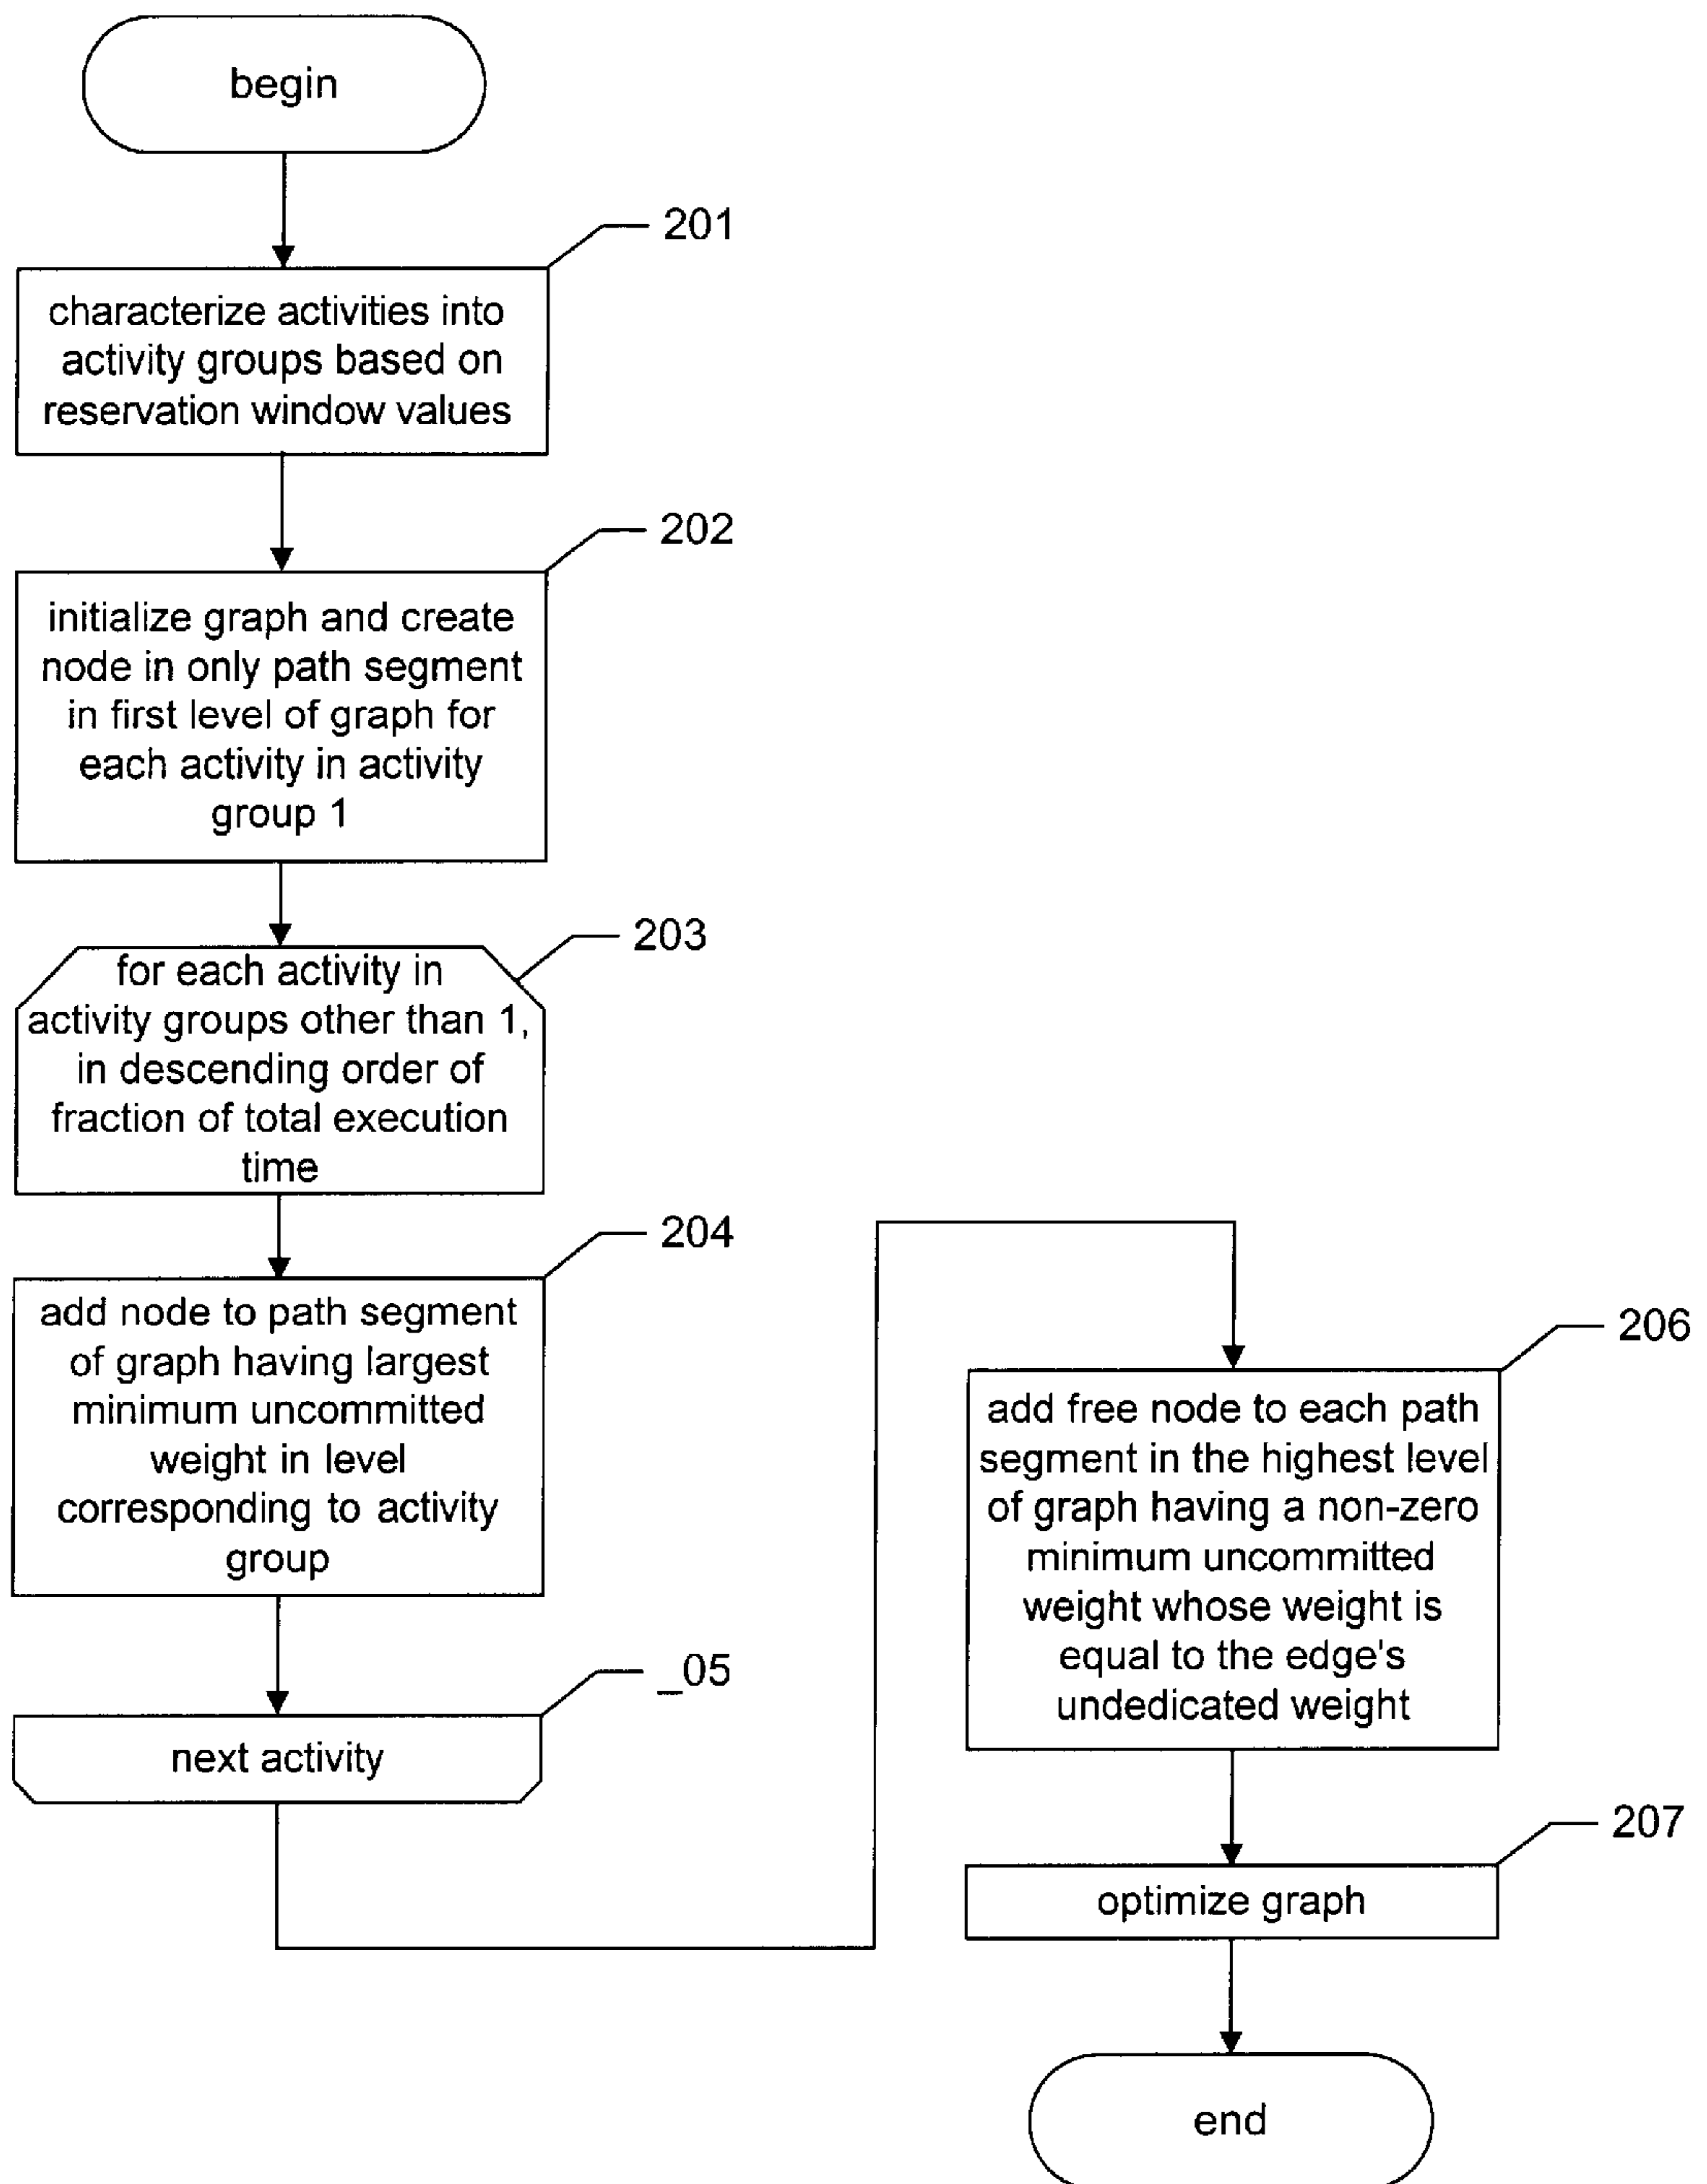 begin
201
characterize activities into
activity groups based on
reservation window values
202
initialize graph and create
node in only path segment
in first level of graph for
each activity in activity
group 1
203
for each activity in
activity groups other than 1,
in descending order of
fraction of total execution
time
204
add node to path segment
of graph having largest
minimum uncommitted
weight in level
corresponding to activity
group
_05
next activity
206
add free node to each path
segment in the highest level
of graph having a non-zero
minimum uncommitted
weight whose weight is
equal to the edge's
undedicated weight
207
optimize graph
end